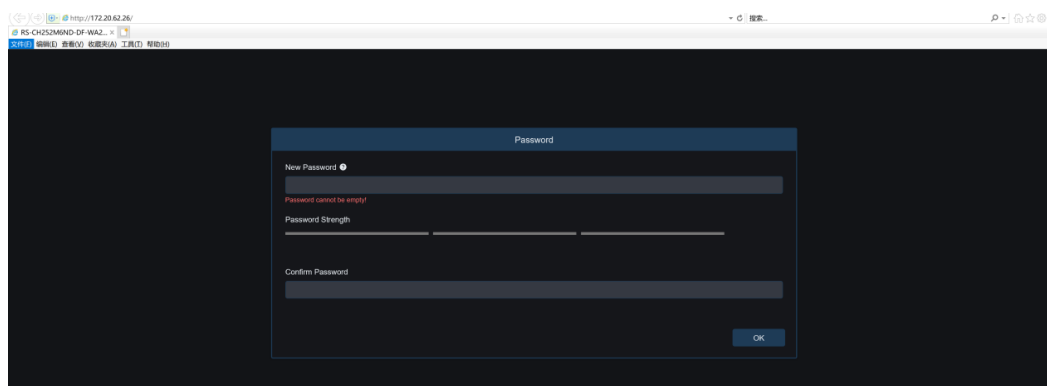 http://172.20.62.26/
搜索...
RS-CH252M6ND-DF-WA2...
文件(F) 编辑(E) 查看(V) 收藏夹(A) 工具(T) 帮助(H)
Password
New Password
Password cannot be empty!
Password Strength
Confirm Password
OK